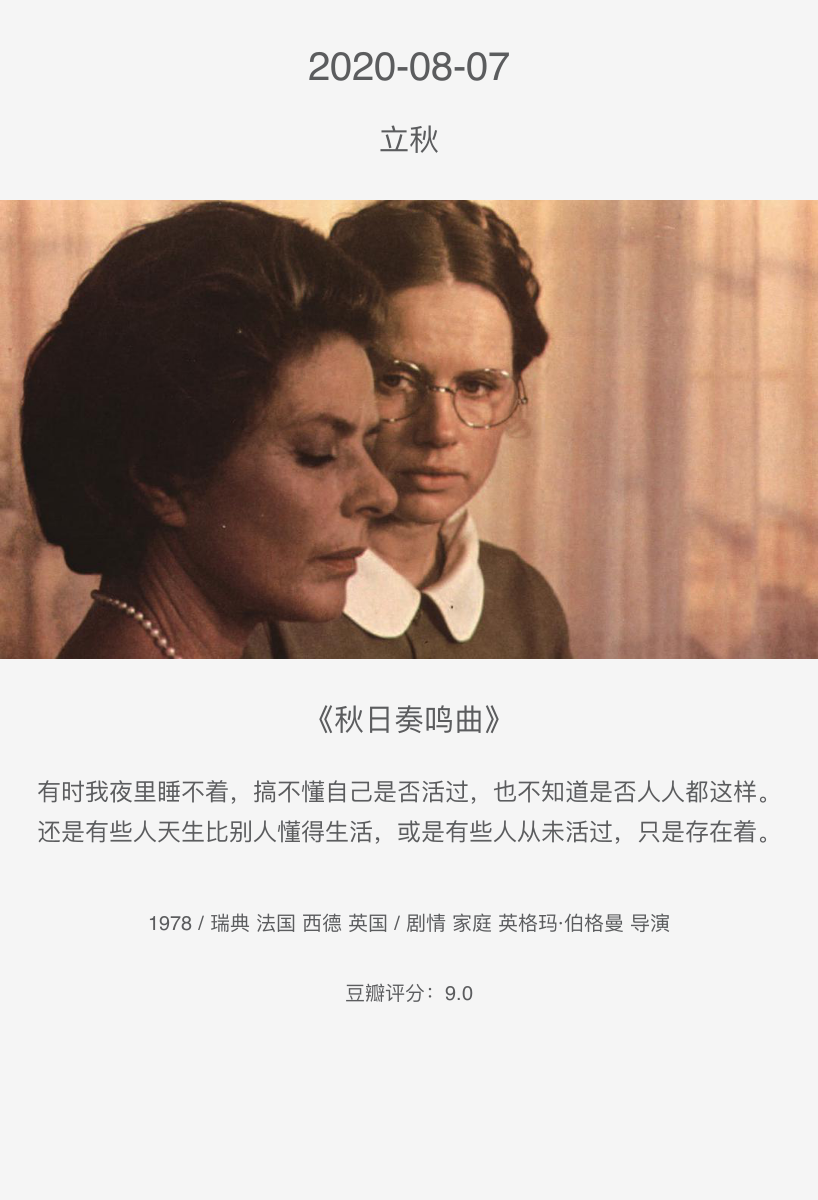 2020-08-07
立秋
《秋日奏鸣曲》
有时我夜里睡不着，搞不懂自己是否活过，也不知道是否人人都这样。
还是有些人天生比别人懂得生活，或是有些人从未活过，只是存在着。
1978 / 瑞典 法国 西德 英国 / 剧情 家庭 英格玛·伯格曼 导演
豆瓣评分：9.0